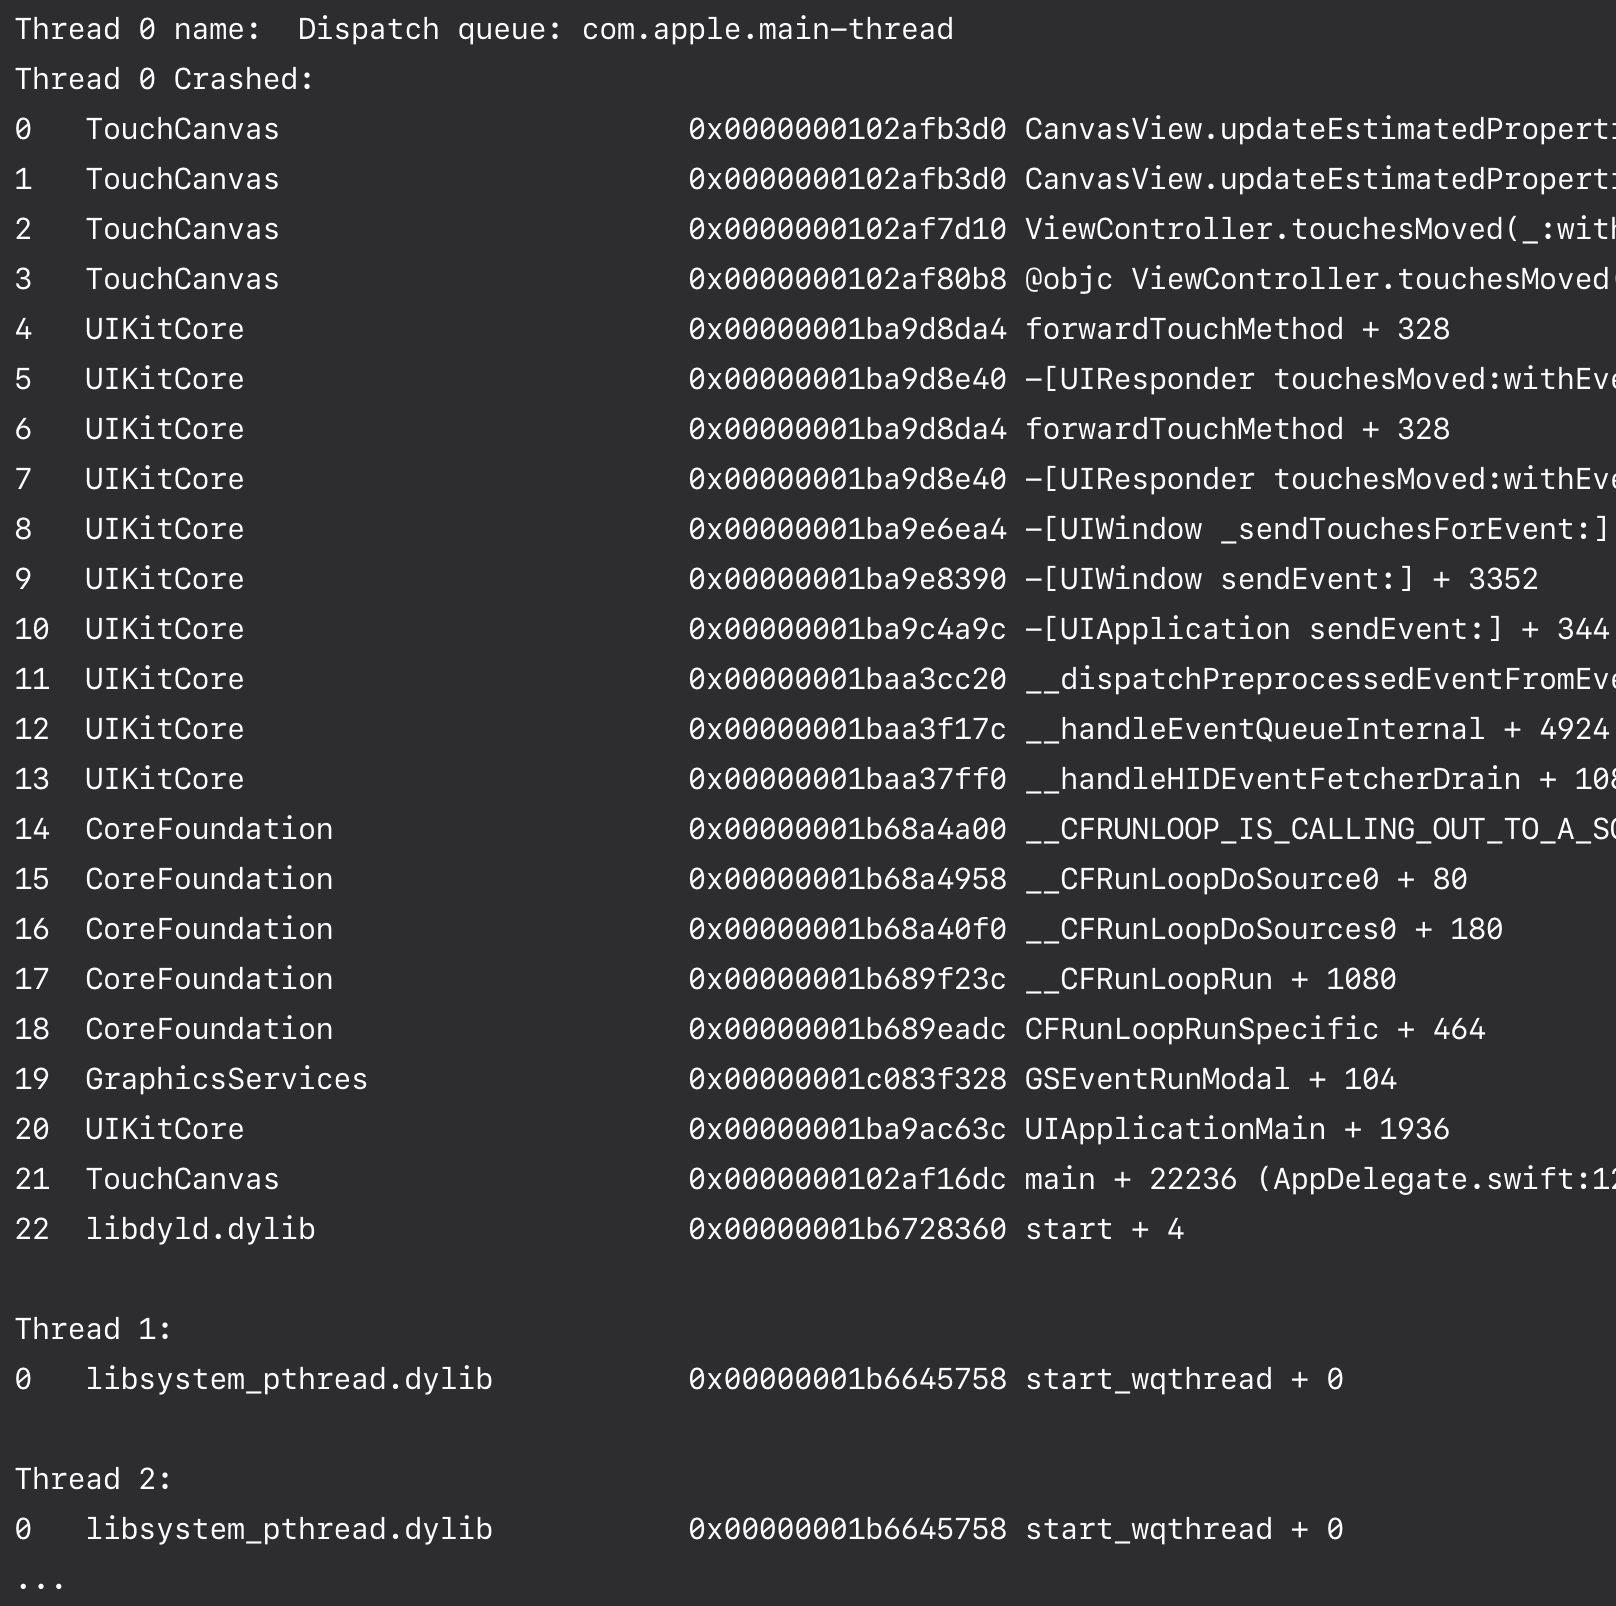 Thread 0 name:  Dispatch queue: com.apple.main-thread
Thread 0 Crashed:
0   TouchCanvas                       0x0000000102afb3d0 CanvasView.updateEstimatedProperti
1   TouchCanvas                       0x0000000102afb3d0 CanvasView.updateEstimatedProperti
2   TouchCanvas                       0x0000000102af7d10 ViewController.touchesMoved(_:with
3   TouchCanvas                       0x0000000102af80b8 @objc ViewController.touchesMoved(
4   UIKitCore                         0x00000001ba9d8da4 forwardTouchMethod + 328
5   UIKitCore                         0x00000001ba9d8e40 -[UIResponder touchesMoved:withEve
6   UIKitCore                         0x00000001ba9d8da4 forwardTouchMethod + 328
7   UIKitCore                         0x00000001ba9d8e40 -[UIResponder touchesMoved:withEve
8   UIKitCore                         0x00000001ba9e6ea4 -[UIWindow _sendTouchesForEvent:]
9   UIKitCore                         0x00000001ba9e8390 -[UIWindow sendEvent:] + 3352
10  UIKitCore                         0x00000001ba9c4a9c -[UIApplication sendEvent:] + 344
11  UIKitCore                         0x00000001baa3cc20 __dispatchPreprocessedEventFromEve
12  UIKitCore                         0x00000001baa3f17c __handleEventQueueInternal + 4924
13  UIKitCore                         0x00000001baa37ff0 __handleHIDEventFetcherDrain + 108
14  CoreFoundation                    0x00000001b68a4a00 __CFRUNLOOP_IS_CALLING_OUT_TO_A_SO
15  CoreFoundation                    0x00000001b68a4958 __CFRunLoopDoSource0 + 80
16  CoreFoundation                    0x00000001b68a40f0 __CFRunLoopDoSources0 + 180
17  CoreFoundation                    0x00000001b689f23c __CFRunLoopRun + 1080
18  CoreFoundation                    0x00000001b689eadc CFRunLoopRunSpecific + 464
19  GraphicsServices                  0x00000001c083f328 GSEventRunModal + 104
20  UIKitCore                         0x00000001ba9ac63c UIApplicationMain + 1936
21  TouchCanvas                       0x0000000102af16dc main + 22236 (AppDelegate.swift:12
22  libdyld.dylib                     0x00000001b6728360 start + 4
Thread 1:
0   libsystem_pthread.dylib           0x00000001b6645758 start_wqthread + 0
Thread 2:
0   libsystem_pthread.dylib           0x00000001b6645758 start_wqthread + 0
...